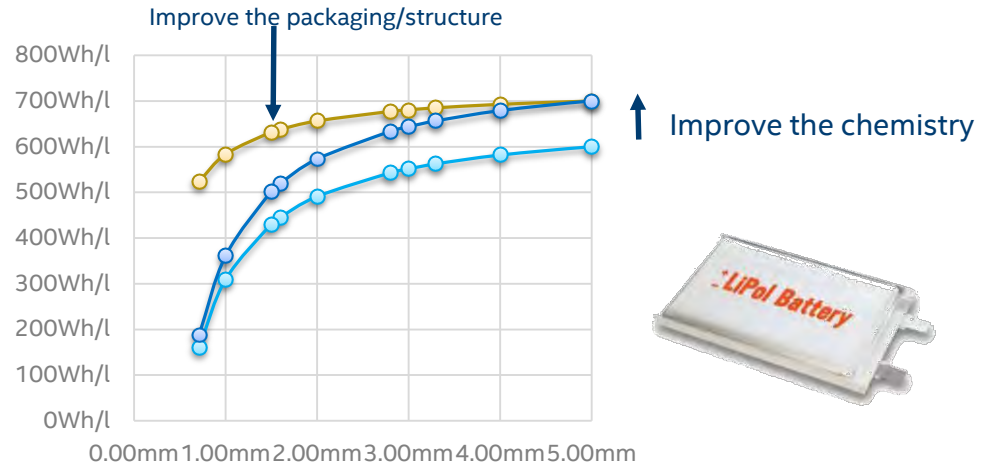 Improve the packaging/structure
800Wh/l
700Wh/l
600Wh/l
500Wh/l
400Wh/l
300Wh/l
200Wh/l
100Wh/l
0Wh/l
0.00mm 1.00mm 2.00mm 3.00mm 4.00mm 5.00mm
Improve the chemistry
+ LiPol Battery
-